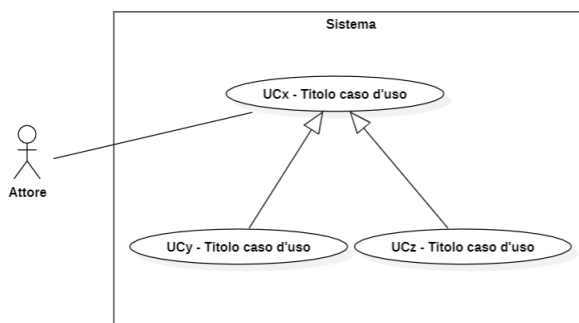 Sistema
UCx - Titolo caso d'uso
Attore
UCy - Titolo caso d'uso
UCz - Titolo caso d'uso